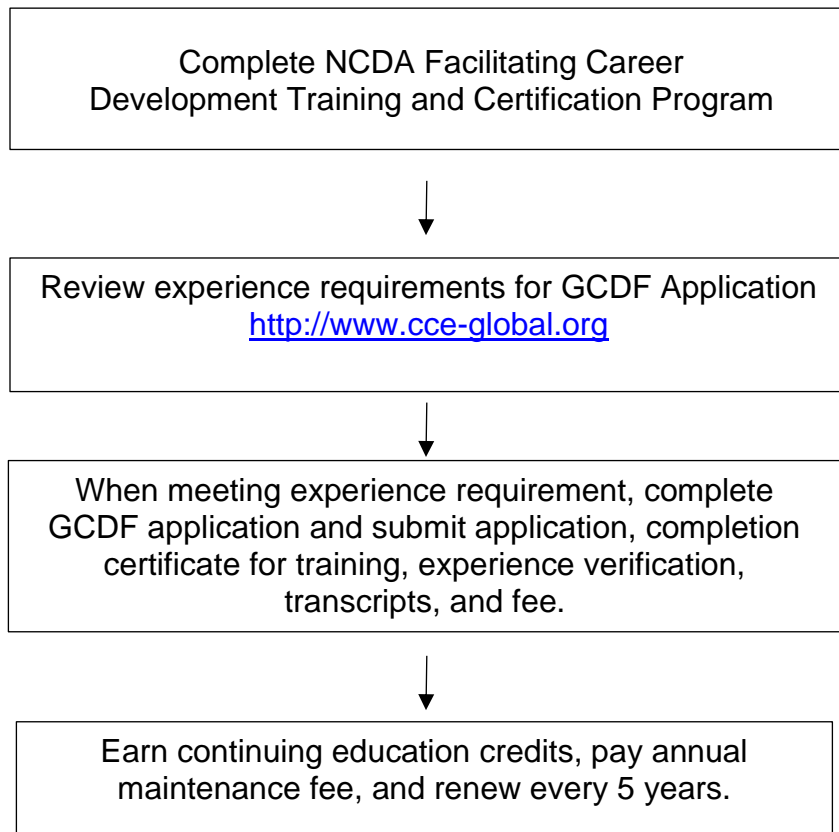 Complete NCDA Facilitating Career
Development Training and Certification Program
Review experience requirements for GCDF Application
http://www.cce-global.org
When meeting experience requirement, complete
GCDF application and submit application, completion
certificate for training, experience verification,
transcripts, and fee.
Earn continuing education credits, pay annual
maintenance fee, and renew every 5 years.